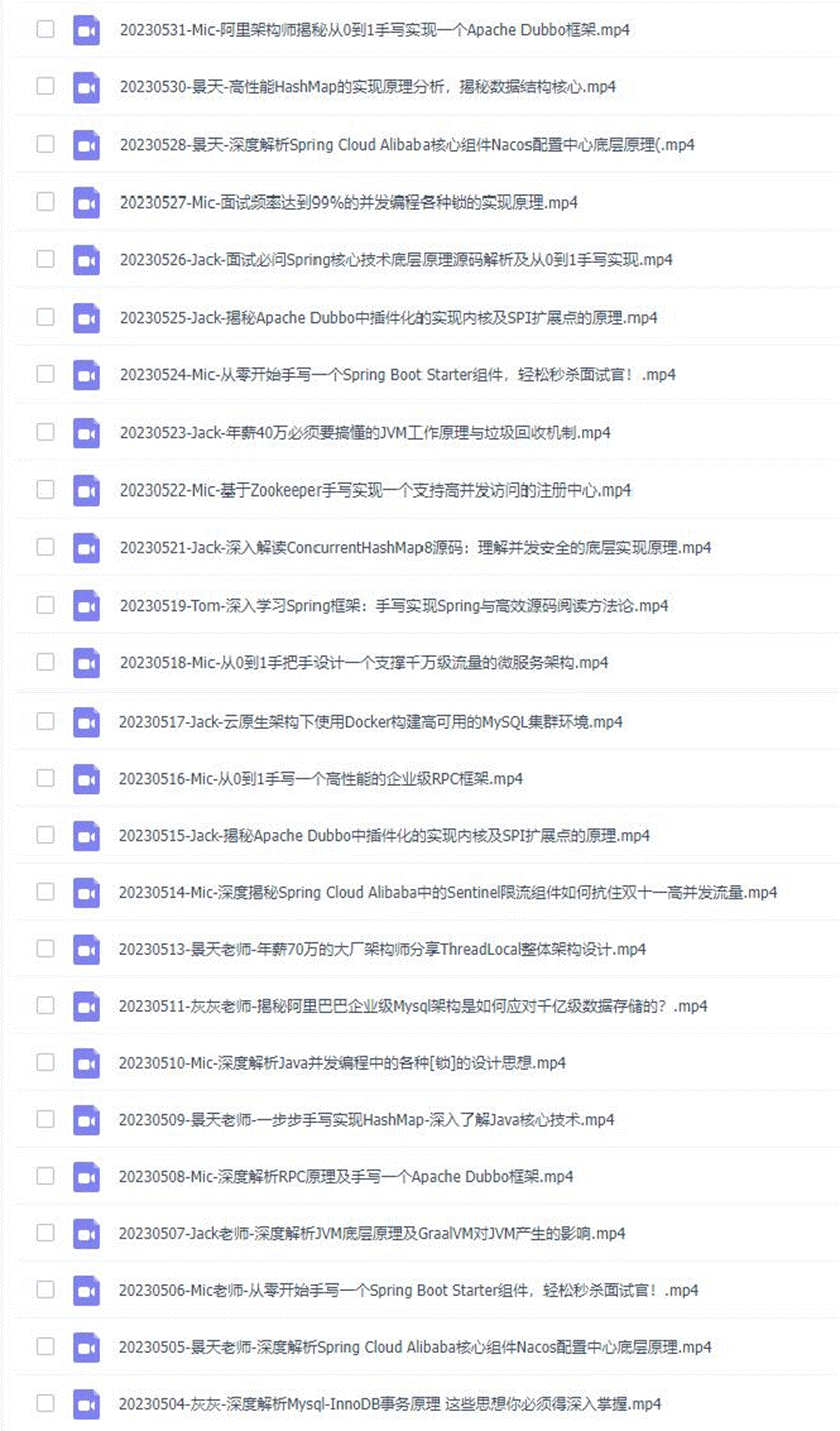 20230531-Mic-阿里架构师揭秘从0到1手写实现一个Apache Dubbo框架.mp4
20230530-景天-高性能HashMap的实现原理分析，揭秘数据结构核心.mp4
20230528-景天-深度解析Spring Cloud Alibaba核心组件Nacos配置中心底层原理(.mp4
20230527-Mic-面试频率达到99%的并发编程各种锁的实现原理.mp4
20230526-Jack-面试必问Spring核心技术底层原理源码解析及从0到1手写实现.mp4
20230525-Jack-揭秘Apache Dubbo中插件化的实现内核及SPI扩展点的原理.mp4
20230524-Mic-从零开始手写一个Spring Boot Starter组件，轻松秒杀面试官！.mp4
20230523-Jack-年薪40万必须要搞懂的JVM工作原理与垃圾回收机制.mp4
20230522-Mic-基于Zookeeper手写实现一个支持高并发访问的注册中心.mp4
20230521-Jack-深入解读ConcurrentHashMap8源码：理解并发安全的底层实现原理.mp4
20230519-Tom-深入学习Spring框架：手写实现Spring与高效源码阅读方法论.mp4
20230518-Mic-从0到1手把手设计一个支撑千万级流量的微服务架构.mp4
20230517-Jack-云原生架构下使用Docker构建高可用的MySQL集群环境.mp4
20230516-Mic-从0到1手写一个高性能的企业级RPC框架.mp4
20230515-Jack-揭秘Apache Dubbo中插件化的实现内核及SPI扩展点的原理.mp4
20230514-Mic-深度揭秘Spring Cloud Alibaba中的Sentinel限流组件如何抗住双十一高并发流量.mp4
20230513-景天老师-年薪70万的大厂架构师分享ThreadLocal整体架构设计.mp4
20230511-灰灰老师-揭秘阿里巴巴企业级Mysql架构是如何应对千亿级数据存储的？.mp4
20230510-Mic-深度解析Java并发编程中的各种[锁]的设计思想.mp4
20230509-景天老师-一步步手写实现HashMap-深入了解Java核心技术.mp4
20230508-Mic-深度解析RPC原理及手写一个Apache Dubbo框架.mp4
20230507-Jack老师-深度解析JVM底层原理及GraalVM对JVM产生的影响.mp4
20230506-Mic老师-从零开始手写一个Spring Boot Starter组件，轻松秒杀面试官！.mp4
20230505-景天老师-深度解析Spring Cloud Alibaba核心组件Nacos配置中心底层原理.mp4
20230504-灰灰-深度解析Mysql-InnoDB事务原理 这些思想你必须得深入掌握.mp4